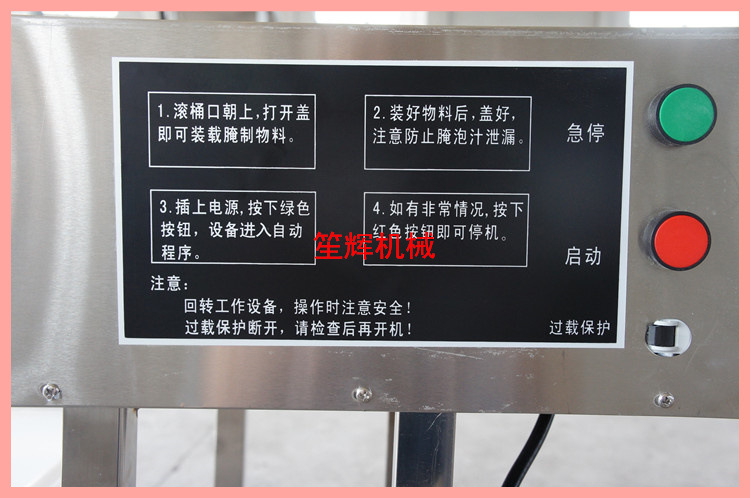 1.滚桶口朝上,打开盖
即可装载腌制物料。
2.装好物料后,盖好,
注意防止腌泡汁泄漏。
急停
3.插上电源,按下绿色
按钮，设备进入自动
程序。
4.如有非常情况,按下
红色按钮即可停机。
笙辉机械
启动
注意:
回转工作设备，操作时注意安全!
过载保护断开，请检查后再开机!
过载保护